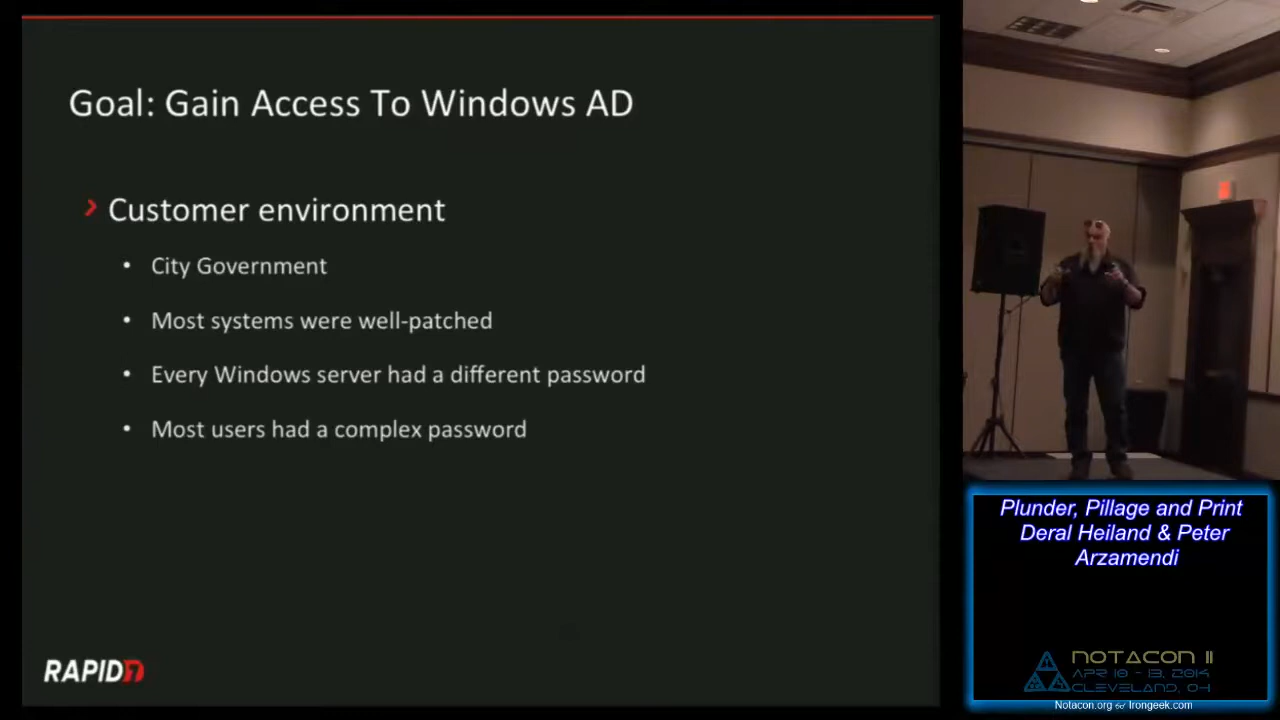 Goal: Gain Access To Windows AD
Customer environment
• City Government
• Most systems were well-patched
• Every Windows server had a different password
• Most users had a complex password
RAPID7
Plunder, Pillage and Print
Deral Heiland & Peter
Arzamendi
NOTACON 11
APR 10 - 13, 2014
CLEVELAND, OH
Notacon.org & Irongeek.com